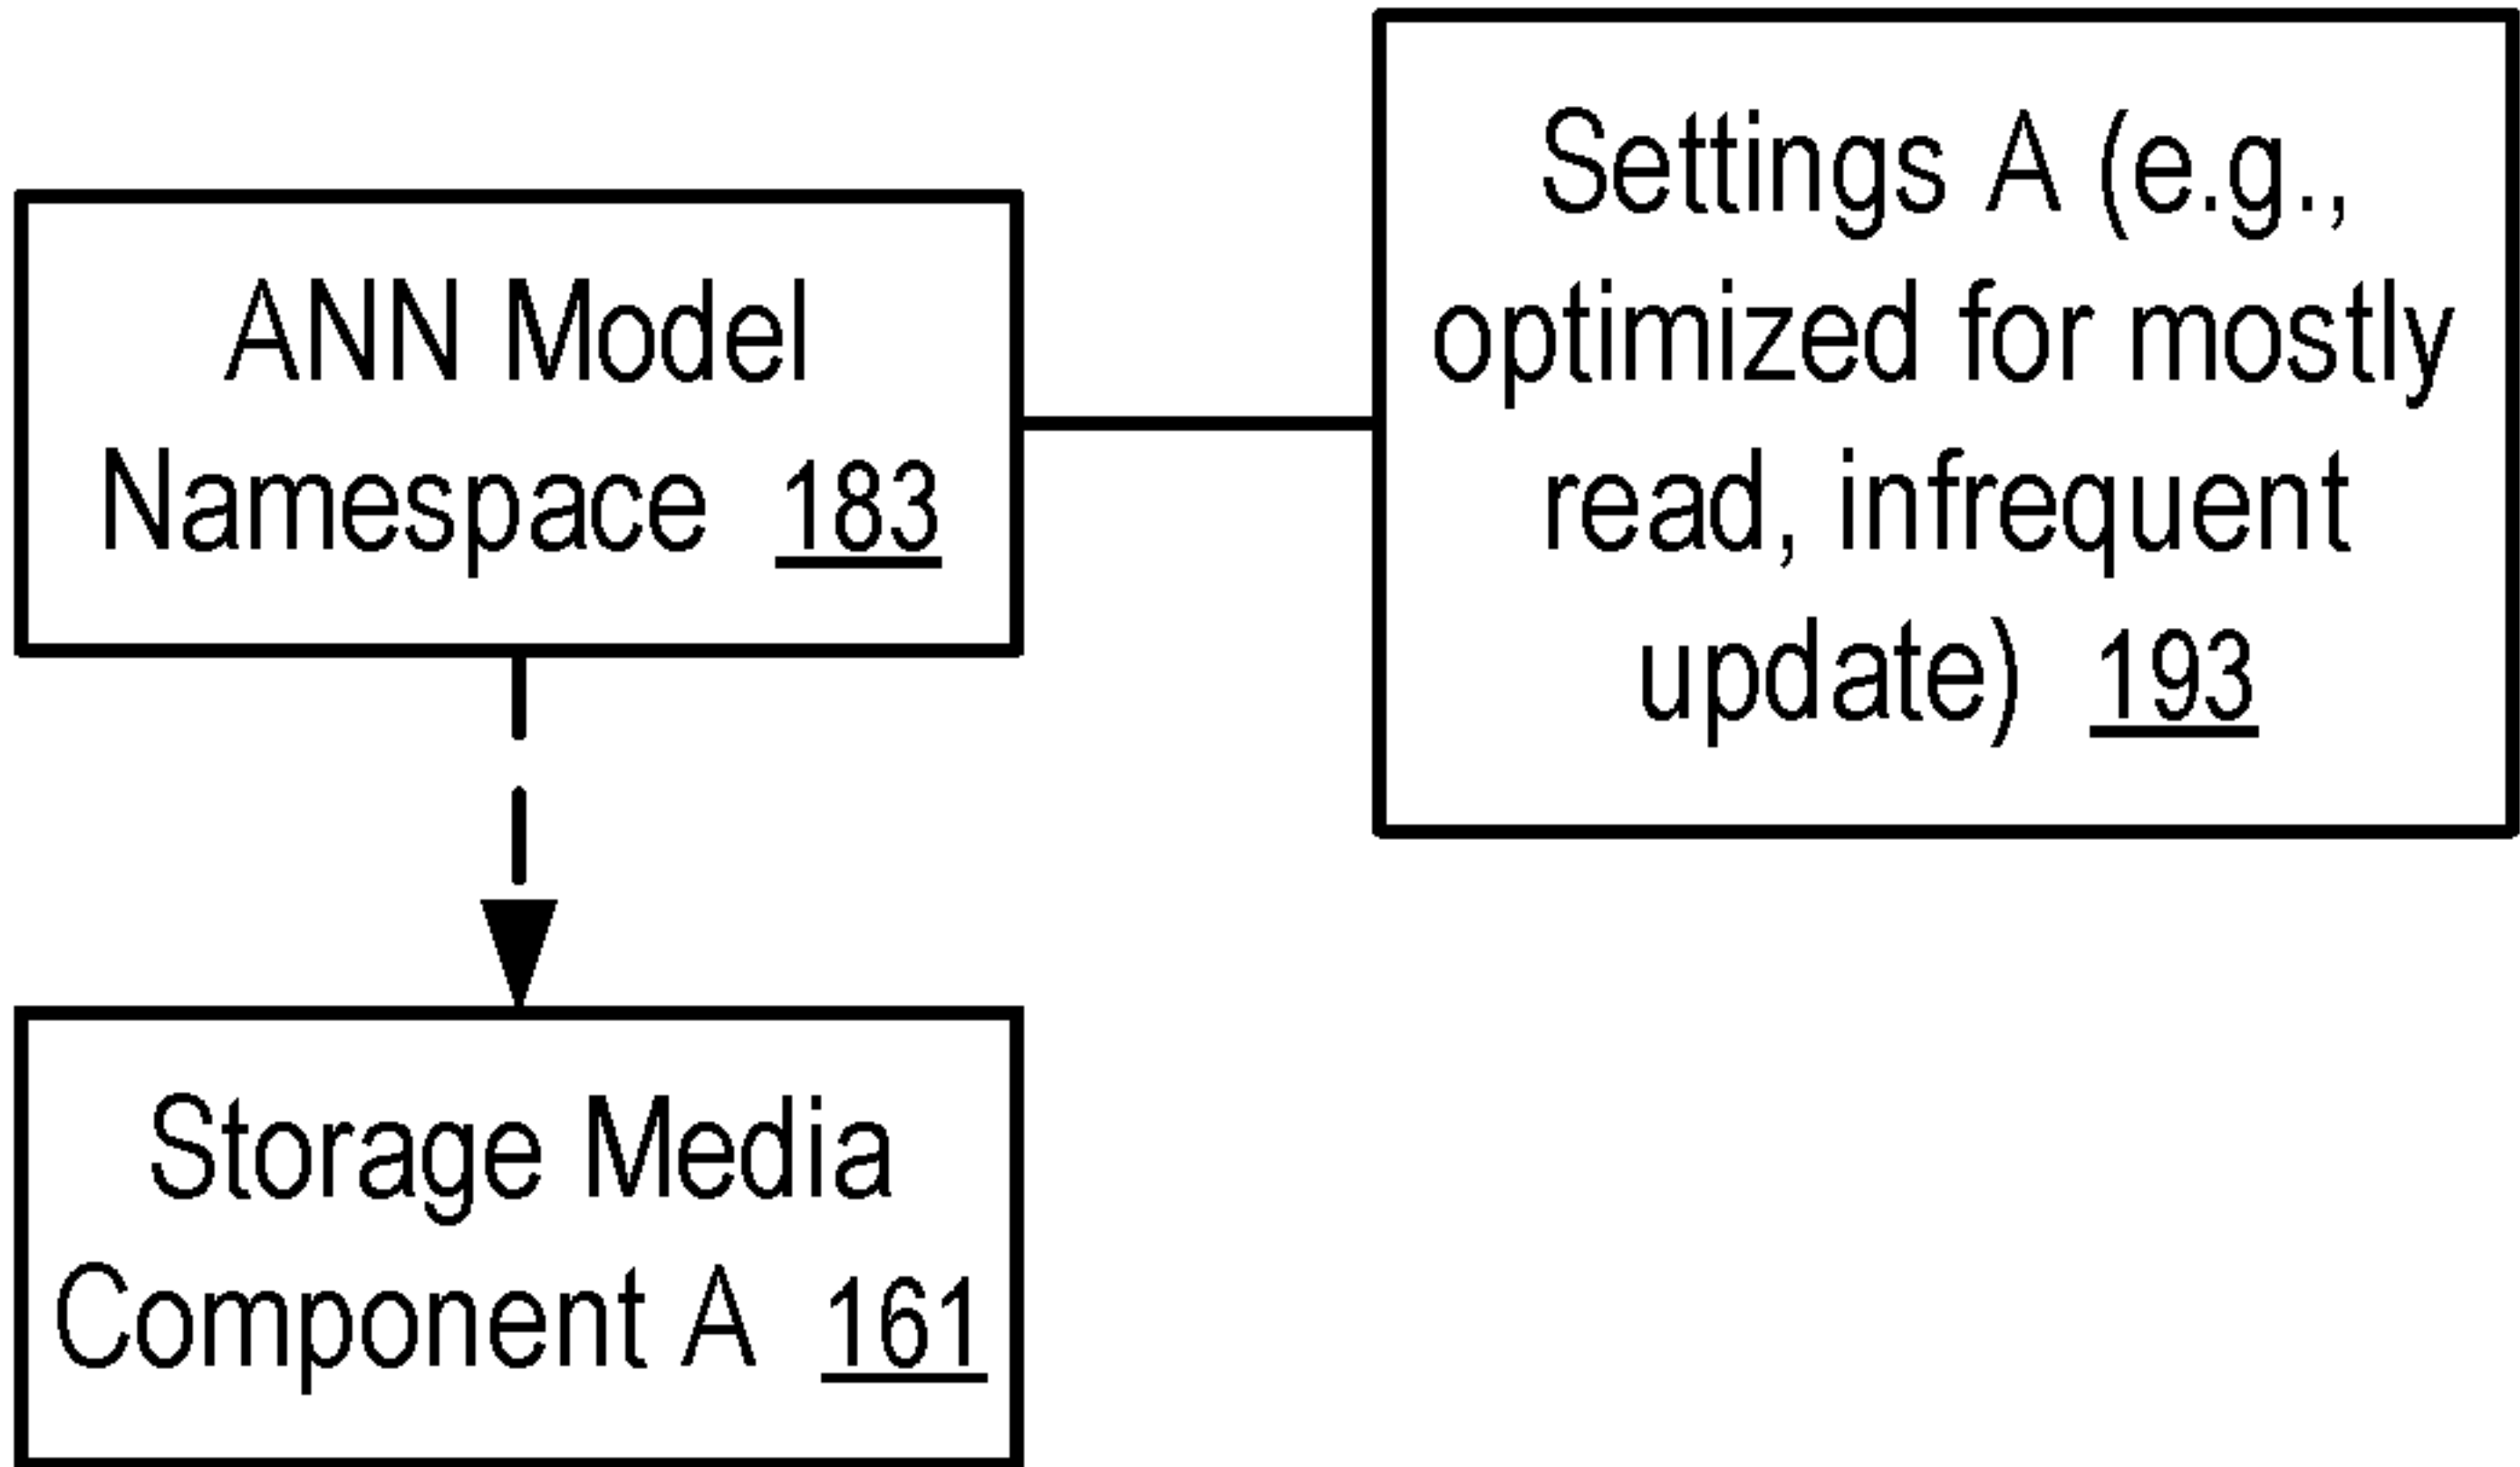 ANN Model
Namespace 183
Settings A (e.g.,
optimized for mostly
read, infrequent
update) 193
Storage Media
Component A 161